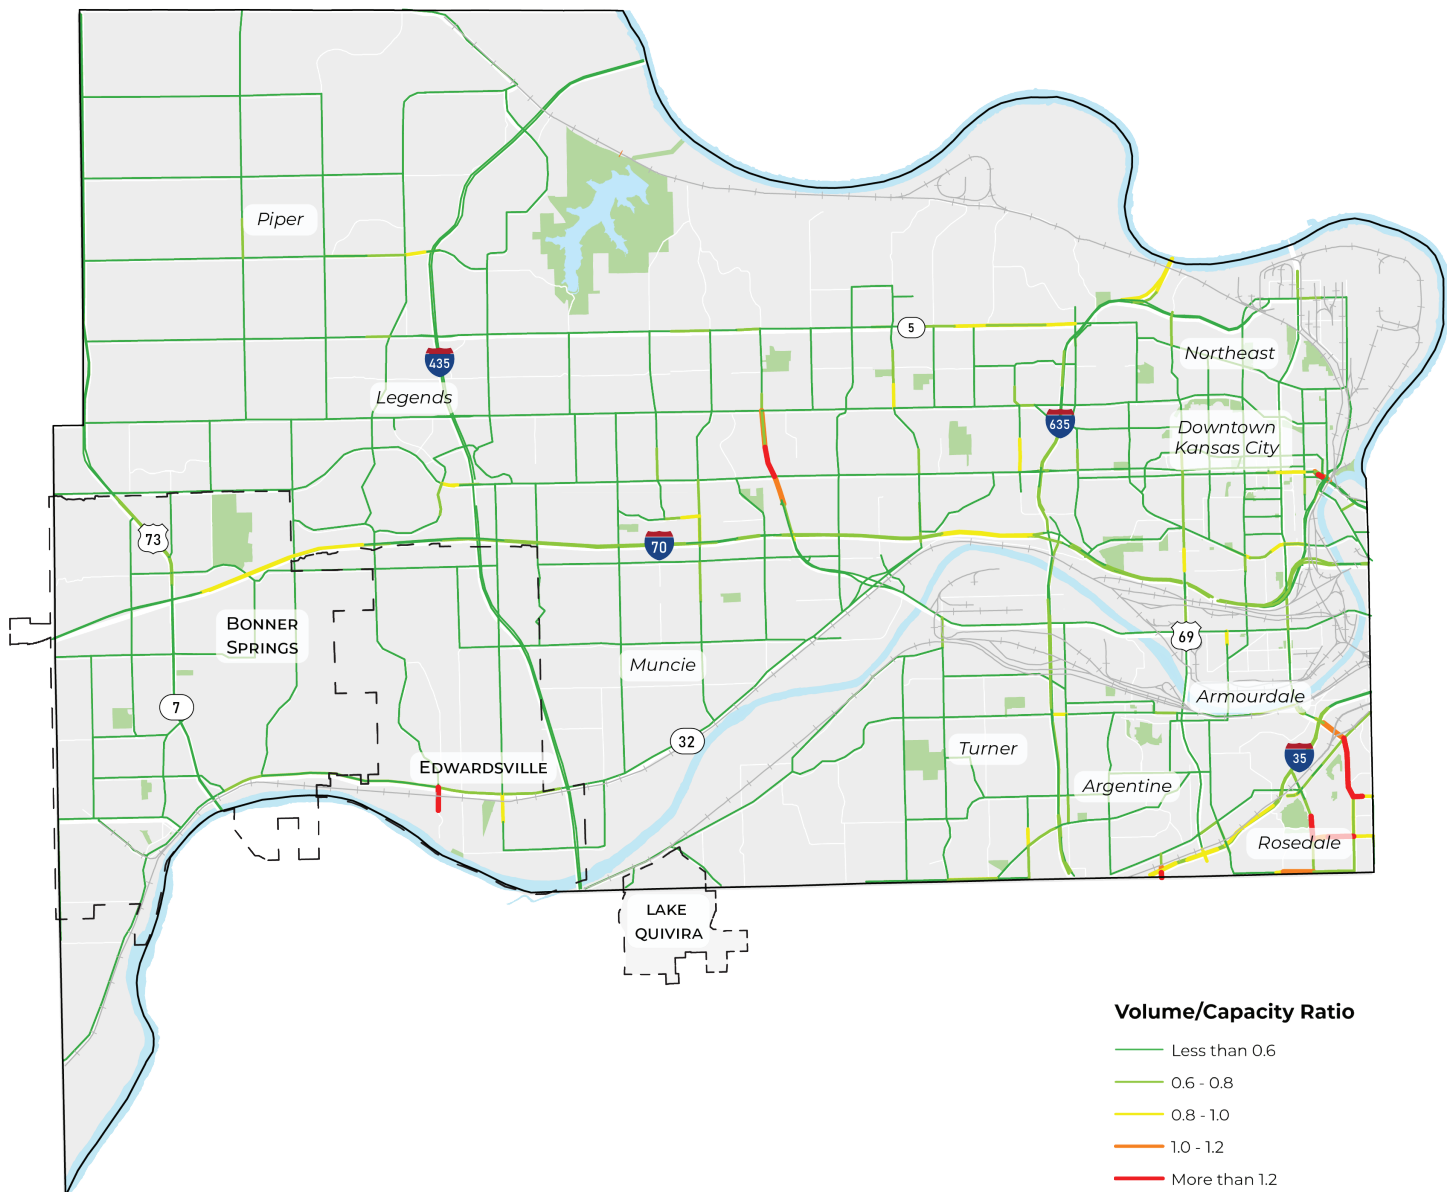 Piper
5
Northeast
435
Legends
635
Downtown
Kansas City
73
70
BONNER
SPRINGS
69
Muncie
7
Armourdale
32
Turner
35
EDWARDSVILLE
Argentine
Rosedale
LAKE
QUIVIRA
Volume/Capacity Ratio
Less than 0.6
0.6 - 0.8
0.8 - 1.0
1.0 - 1.2
More than 1.2